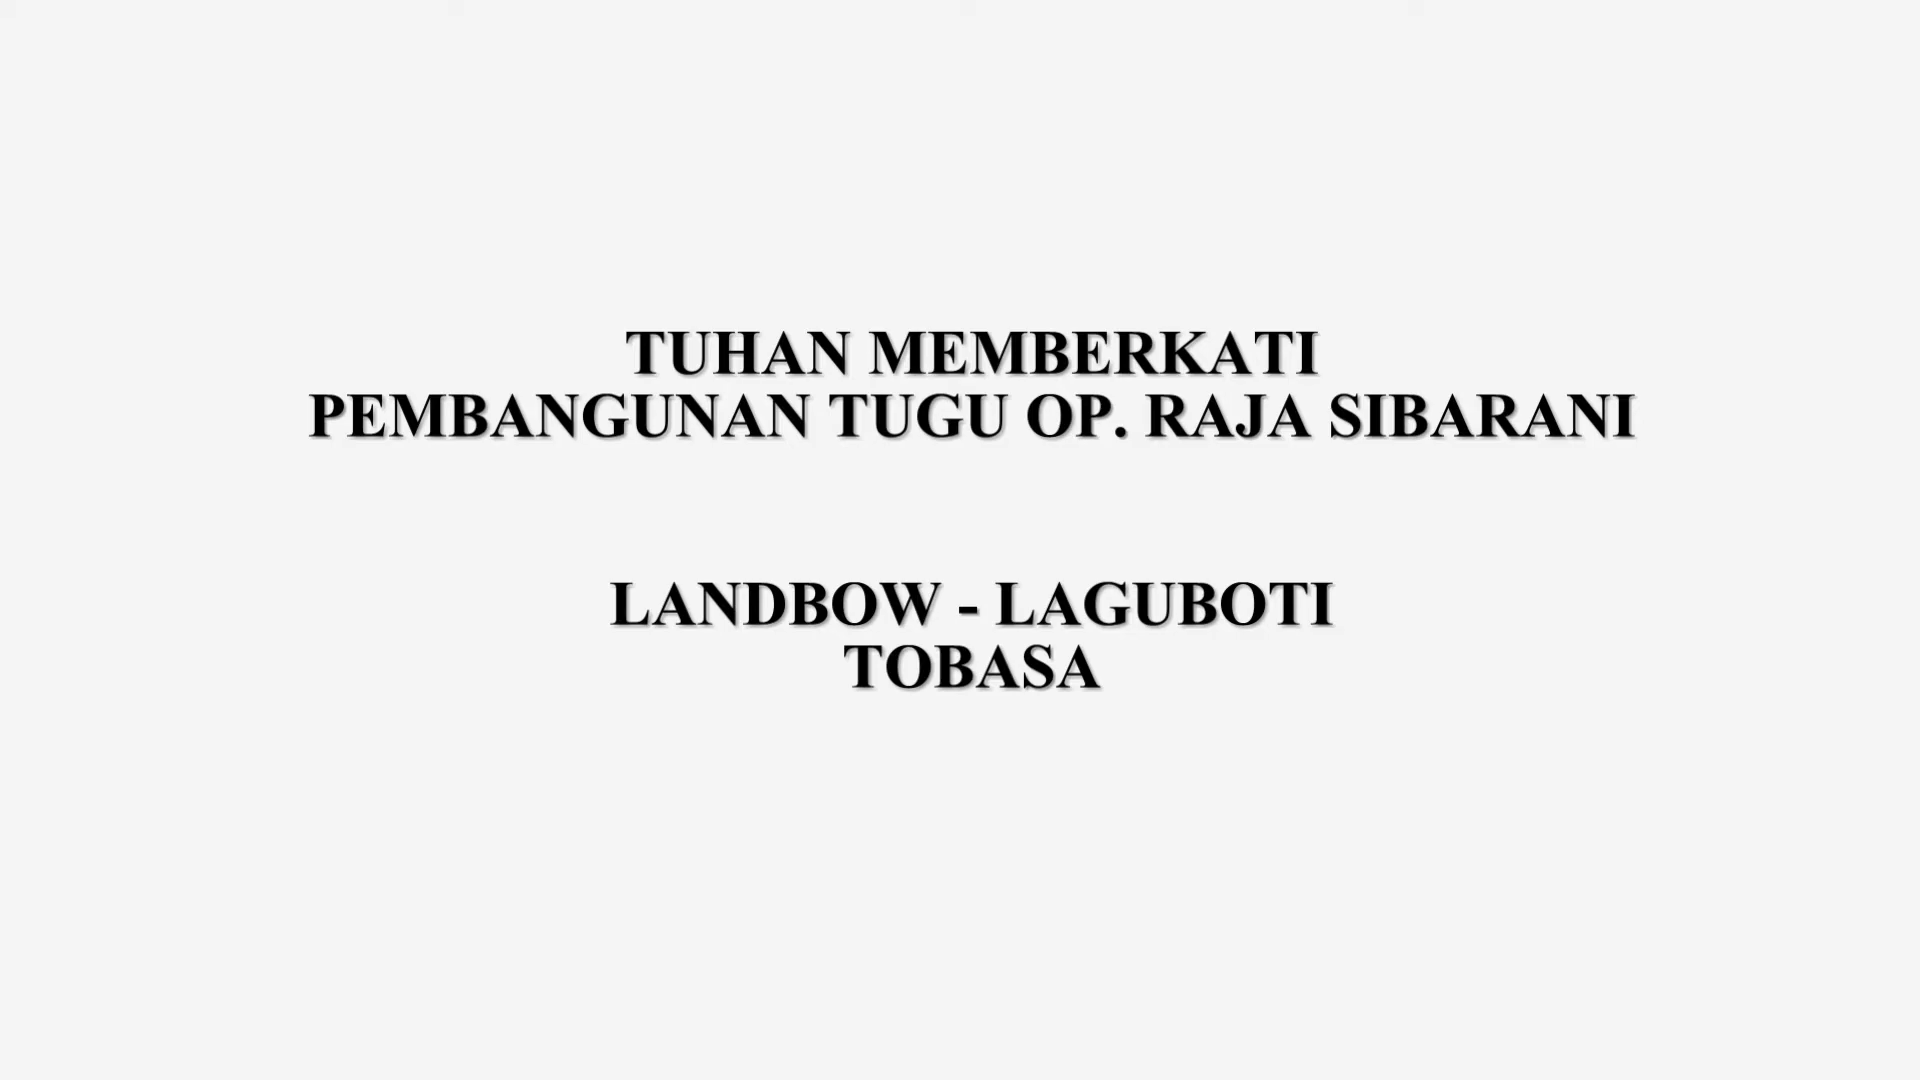 TUHAN MEMBERKATI
PEMBANGUNAN TUGU OP. RAJA SIBARANI
LANDBOW - LAGUBOTI
TOBASA